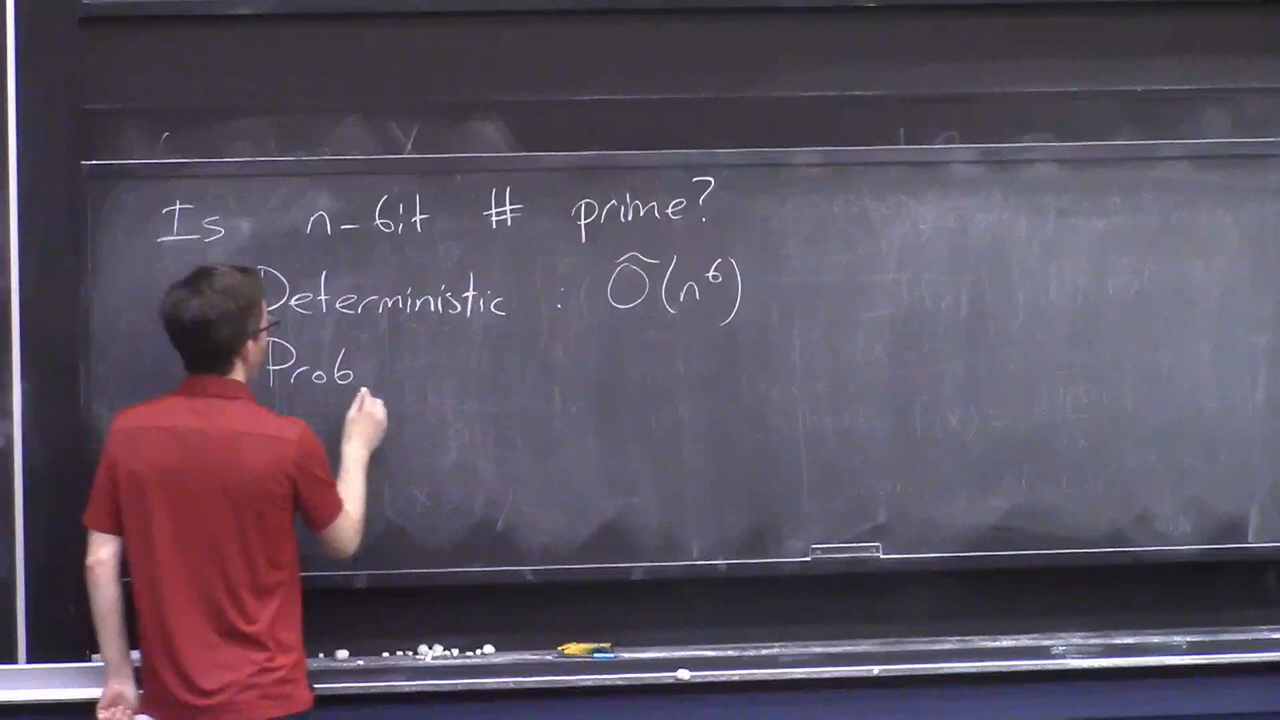 Is n-bit # prime?
Deterministic : Õ(n⁶)
Prob